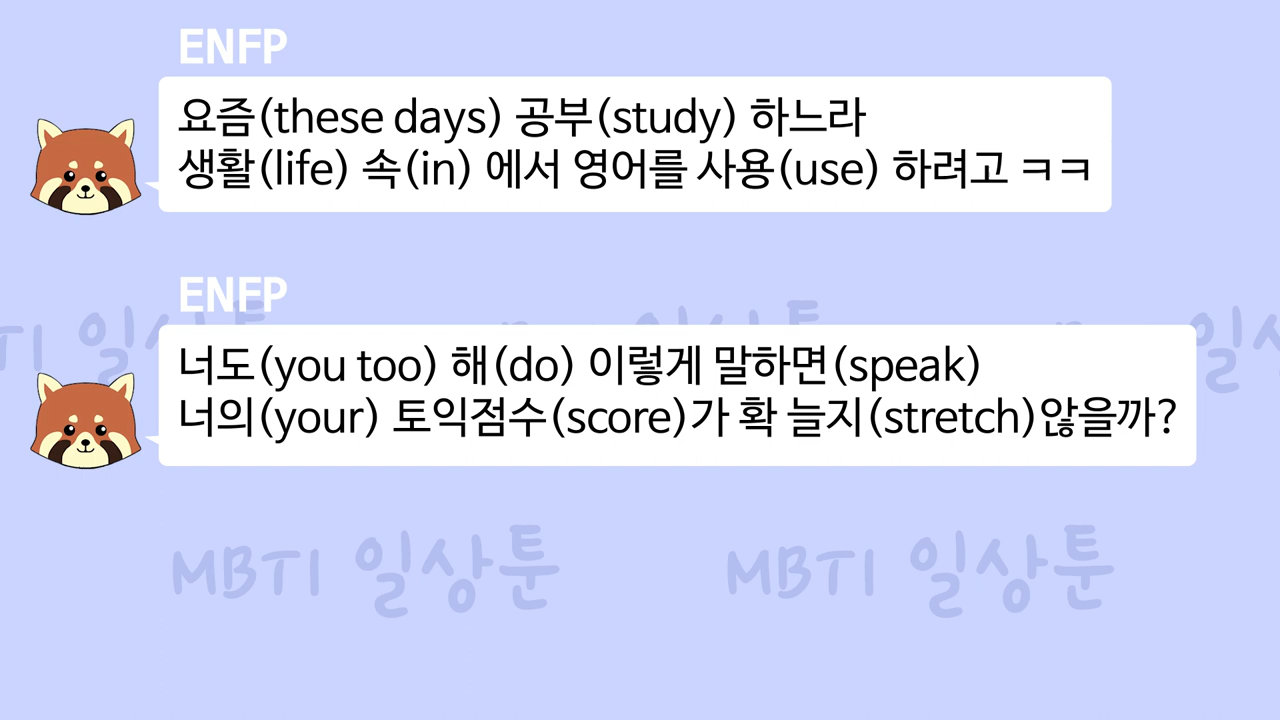 ENFP
요즘(these days) 공부(study) 하느라
생활(life) 속(in) 에서 영어를 사용(use) 하려고 ㅋㅋ
ENFP
너도(you too) 해(do) 이렇게 말하면(speak)
너의(your) 토익점수(score)가 확 늘지(stretch)않을까?
MBTI 일상툰
MBTI 일상툰